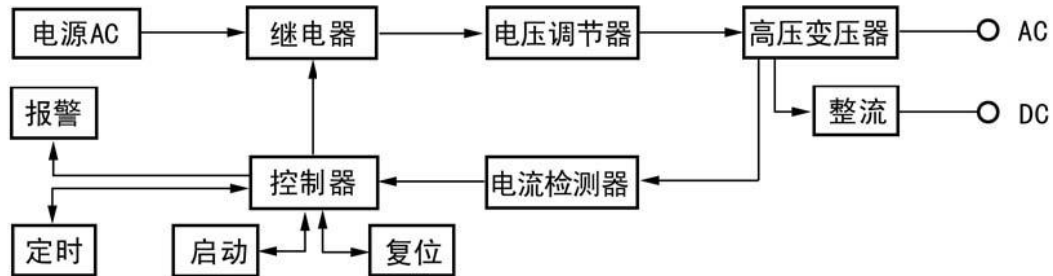 电源AC
继电器
电压调节器
高压变压器
AC
报警
整流
DC
控制器
电流检测器
定时
启动
复位